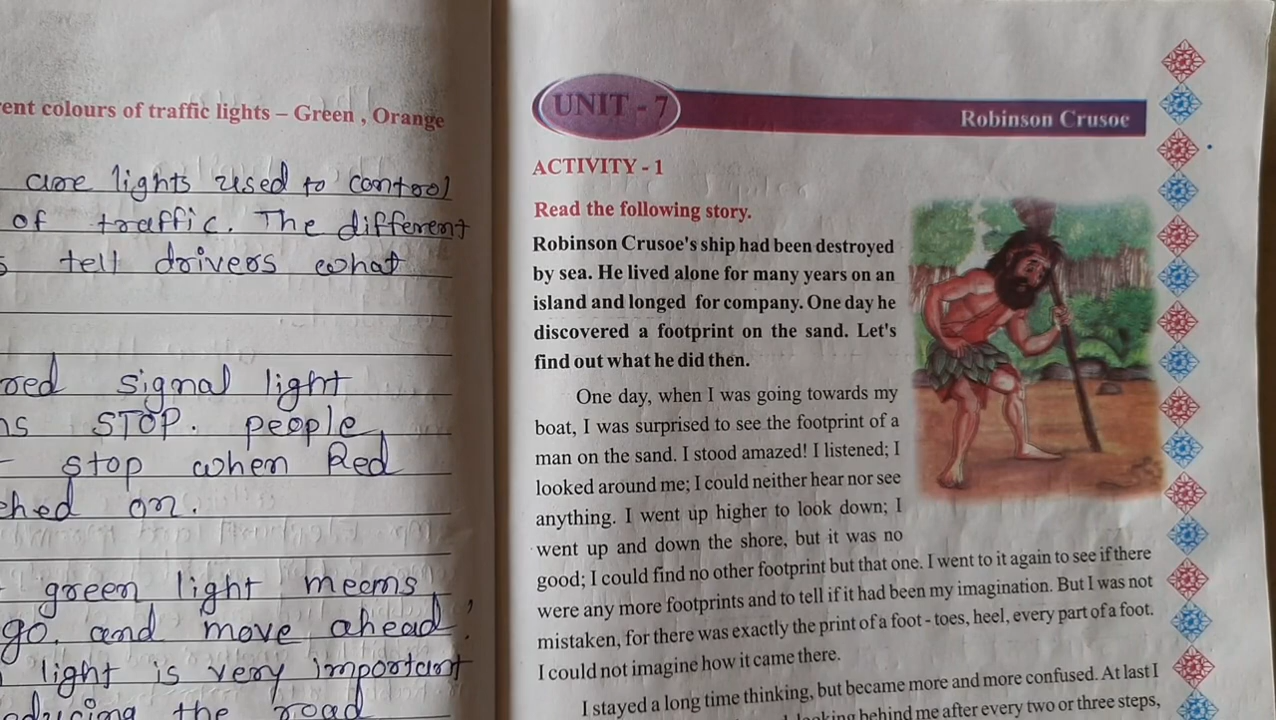 ent colours of traffic lights – Green , Orange
are lights used to control
of traffic. The different
tell drivers what
red signal light
STOP. people
stop when Red
on.
green light meems
go. and move ahead.
light is very important
the road
UNIT - 7
Robinson Crusoe
ACTIVITY - 1
Read the following story.
Robinson Crusoe's ship had been destroyed
by sea. He lived alone for many years on an
island and longed for company. One day he
discovered a footprint on the sand. Let's
find out what he did then.
One day, when I was going towards my
boat, I was surprised to see the footprint of a
man on the sand. I stood amazed! I listened; I
looked around me; I could neither hear nor see
anything. I went up higher to look down; I
went up and down the shore, but it was no
good; I could find no other footprint but that one. I went to it again to see if there
were any more footprints and to tell if it had been my imagination. But I was not
mistaken, for there was exactly the print of a foot - toes, heel, every part of a foot.
I could not imagine how it came there.
I stayed a long time thinking, but became more and more confused. At last I
looking behind me after every two or three steps,